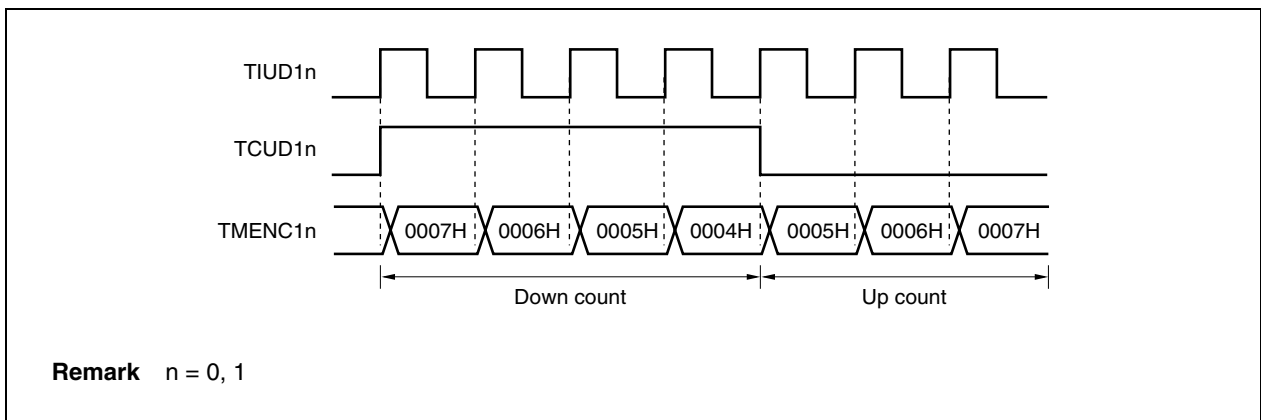 TIUD1n
TCUD1n
TMENC1n 0007H 0006H 0005H 0004H 0005H 0006H 0007H
Down count Up count
Remark n = 0, 1